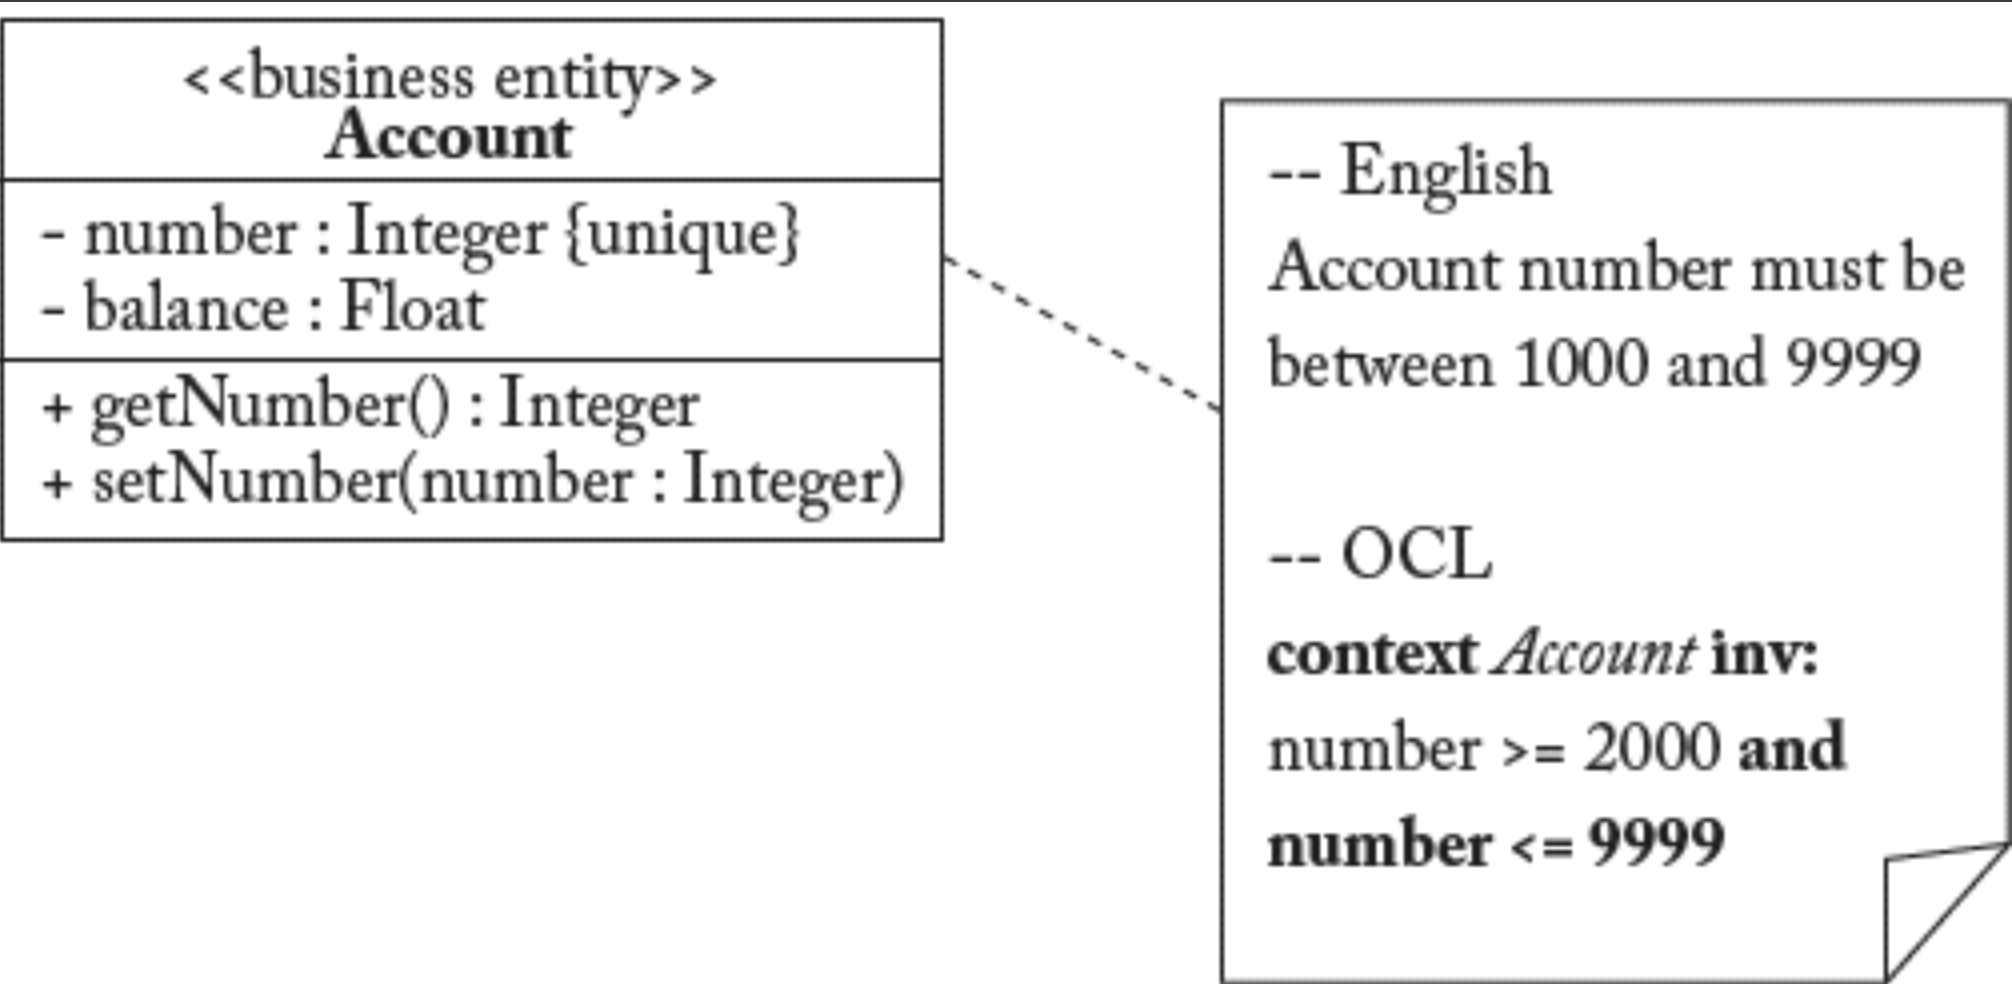 <<business entity>>
Account
- number : Integer {unique}
- balance : Float
+ getNumber() : Integer
+ setNumber(number : Integer)
-- English
Account number must be
between 1000 and 9999
-- OCL
context Account inv:
number >= 2000 and
number <= 9999